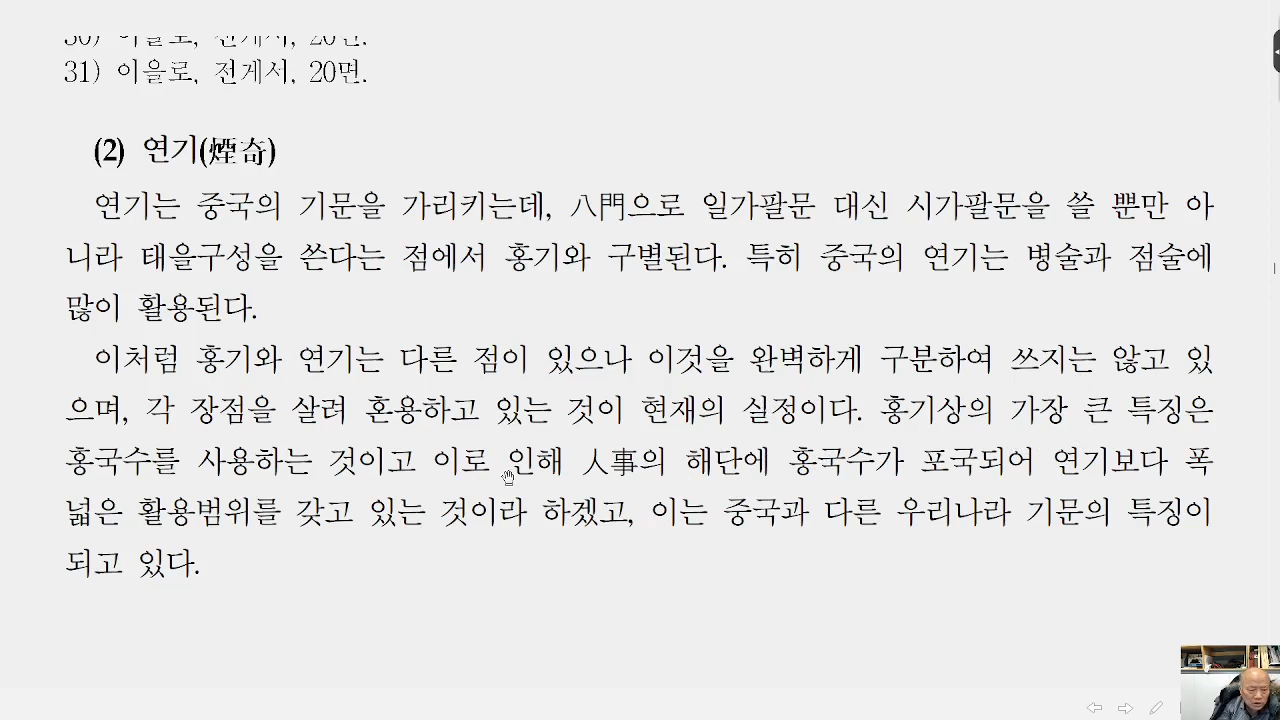 31) 이을로, 전게서, 20면.
(2) 연기(煙奇)
연기는 중국의 기문을 가리키는데, 八門으로 일가팔문 대신 시가팔문을 쓸 뿐만 아
니라 태을구성을 쓴다는 점에서 홍기와 구별된다. 특히 중국의 연기는 병술과 점술에
많이 활용된다.
이처럼 홍기와 연기는 다른 점이 있으나 이것을 완벽하게 구분하여 쓰지는 않고 있
으며, 각 장점을 살려 혼용하고 있는 것이 현재의 실정이다. 홍기상의 가장 큰 특징은
홍국수를 사용하는 것이고 이로 인해 人事의 해단에 홍국수가 포국되어 연기보다 폭
넓은 활용범위를 갖고 있는 것이라 하겠고, 이는 중국과 다른 우리나라 기문의 특징이
되고 있다.